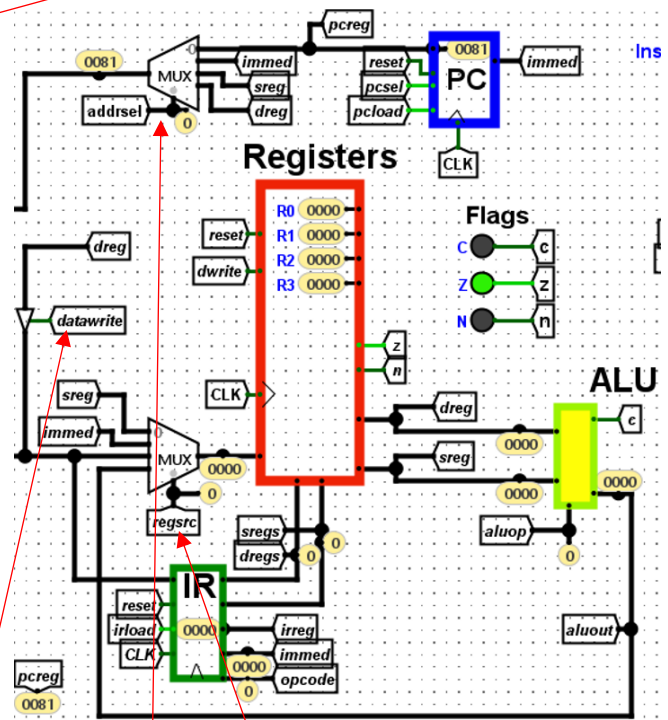 pcreg
0081
0
MUX
immed
sreg
dreg
addrsel
0
reset
pcsel
pcload
0081
PC
immed
CLK
Ins
Registers
R0 0000
R1 0000
R2 0000
R3 0000
reset
dwrite
CLK
z
n
Flags
C c
Z z
N n
dreg
datawrite
sreg
immed
0
MUX
0000
0
regsrc
dreg
sreg
ALU
c
0000
0000
0000
aluop
0
aluout
sregs
dregs
0
0
IR
reset
irload
CLK
0000
irreg
immed
0000
opcode
0
pcreg
0081